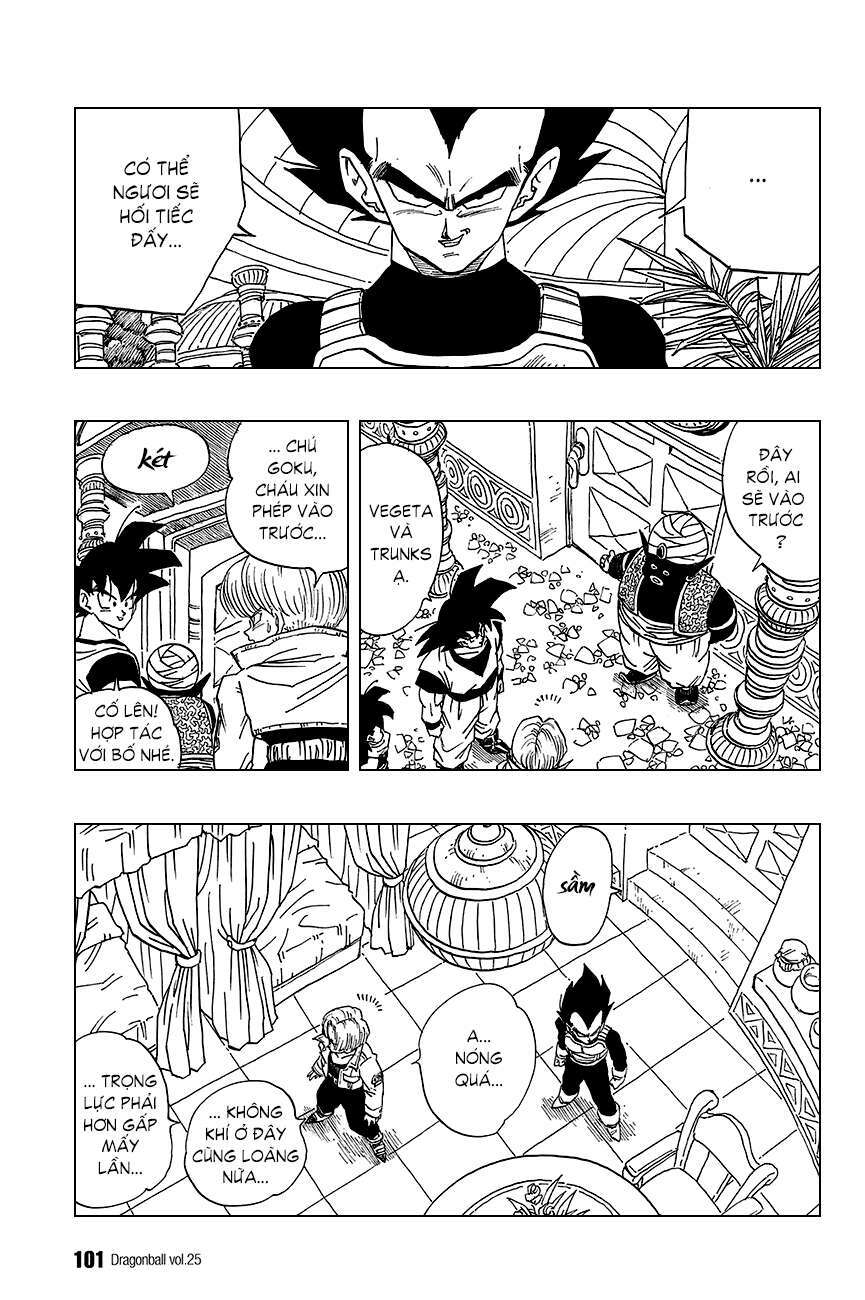 ...
CÓ THỂ
NGƯƠI SẼ
HỐI TIẾC
ĐẤY...
ĐÂY
RỒI, AI
SẼ VÀO
TRƯỚC
?
VEGETA
VÀ
TRUNKS
Ạ.
... CHÚ
GOKU,
CHÁU XIN
PHÉP VÀO
TRƯỚC...
két
CỐ LÊN!
HỢP TÁC
VỚI BỐ NHÉ.
sầm
A...
NÓNG
QUÁ...
... KHÔNG
KHÍ Ở ĐÂY
CŨNG LOÃNG
NỮA...
... TRỌNG
LỰC PHẢI
HƠN GẤP
MẤY
LẦN...
101 Dragonball vol.25